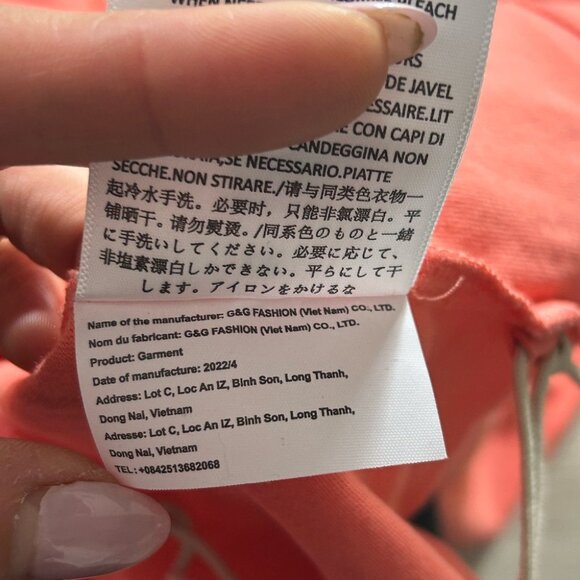 WHEN BLEACH
RS
DE JAVEL
ESSAIRE.LIT
E CON CAPI DI
CANDEGGINA NON
,SE NECESSARIO.PIATTE
SECCHE.NON STIRARE./请与同类色衣物一
起冷水手洗。必要时，只能非氯漂白。平
铺晒干。请勿熨烫。/同系色のものと一緒
に手洗いしてください。必要に応じて、
非塩素漂白しかできない。平らにして干
します。アイロンをかけるな
Name of the manufacturer: G&G FASHION (Viet Nam) CO., LTD.
Nom du fabricant: G&G FASHION (Viet Nam) CO., LTD.
Product: Garment
Date of manufacture: 2022/4
Address: Lot C, Loc An IZ, Binh Son, Long Thanh,
Dong Nai, Vietnam
Adresse: Lot C, Loc An IZ, Binh Son, Long Thanh,
Dong Nai, Vietnam
TEL: +0842513682068